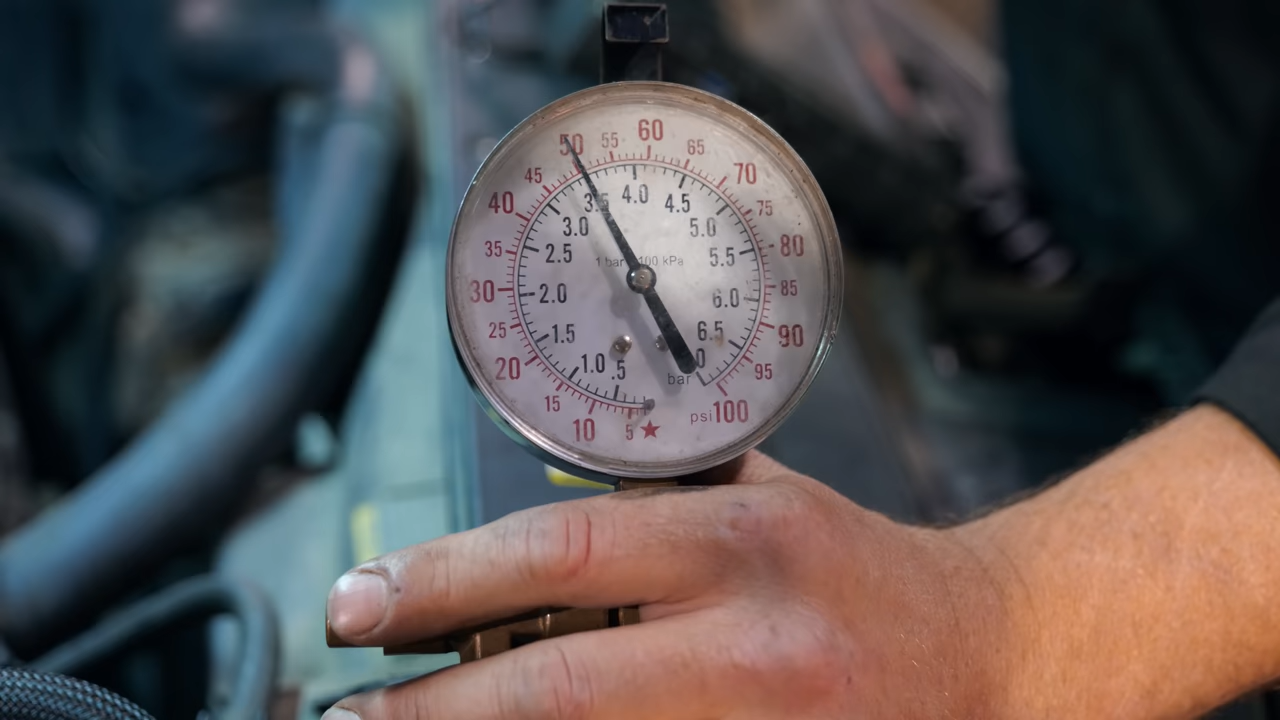 50 55 60 65
45 70
40 3.5 4.0 4.5 75
3.0 5.0
35 2.5 5.5 80
1 bar 100 kPa
30 2.0 6.0 85
25 1.5 6.5 90
20 1.0 .5 bar 95
15 psi 100
10 5